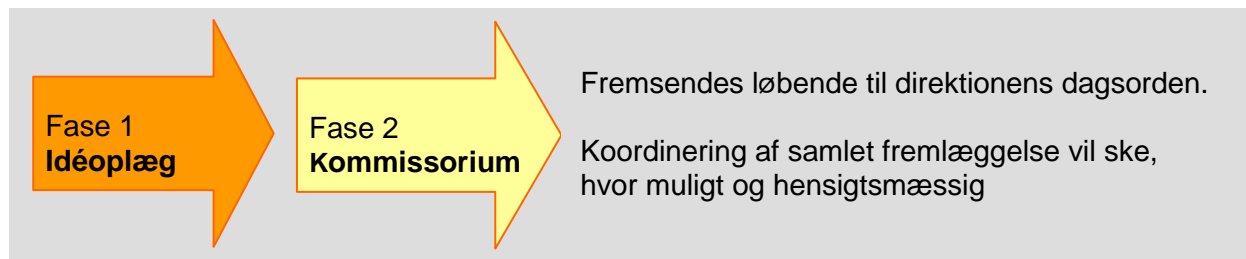 Fase 1
Idéoplæg
Fase 2
Kommissorium
Fremsendes løbende til direktionens dagsorden.
Koordinering af samlet fremlæggelse vil ske,
hvor muligt og hensigtsmæssig